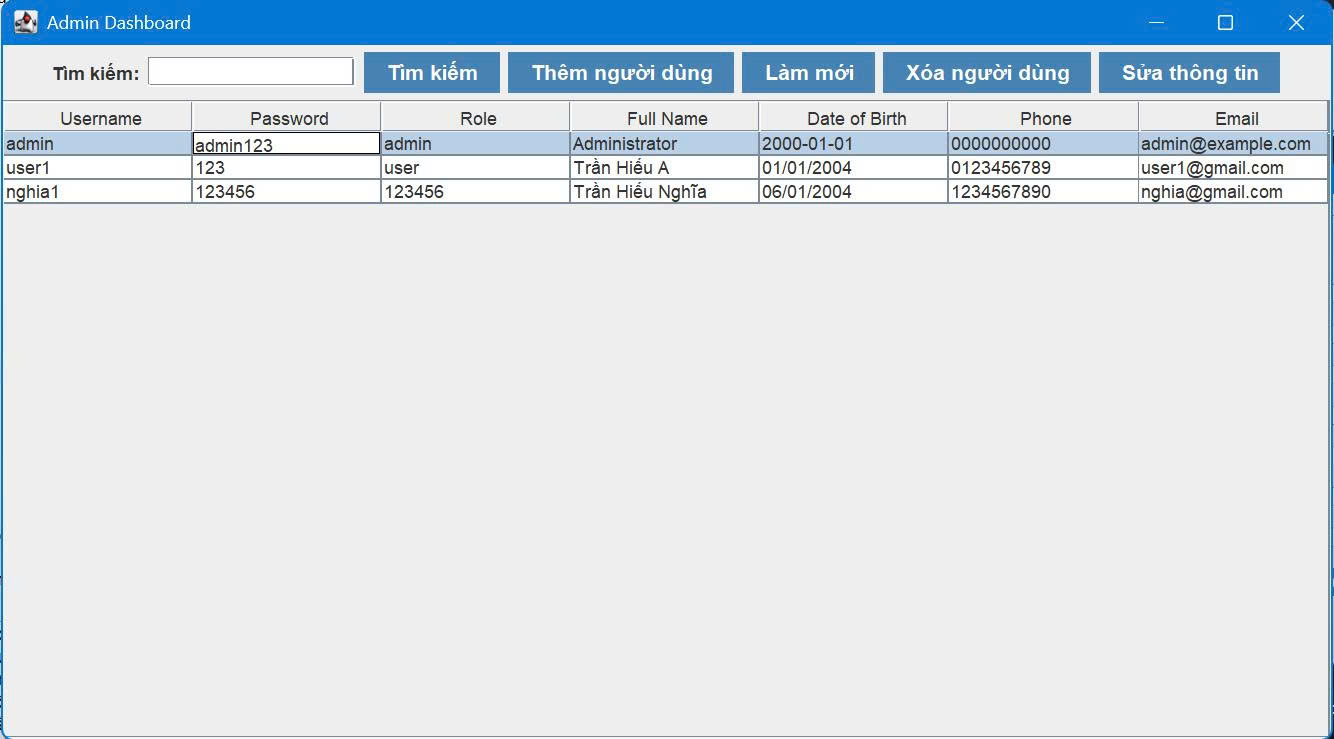 Admin Dashboard
Tìm kiếm: Tìm kiếm Thêm người dùng Làm mới Xóa người dùng Sửa thông tin
Username Password Role Full Name Date of Birth Phone Email
admin admin123 admin Administrator 2000-01-01 0000000000 admin@example.com
user1 123 user Trần Hiếu A 01/01/2004 0123456789 user1@gmail.com
nghia1 123456 123456 Trần Hiếu Nghĩa 06/01/2004 1234567890 nghia@gmail.com